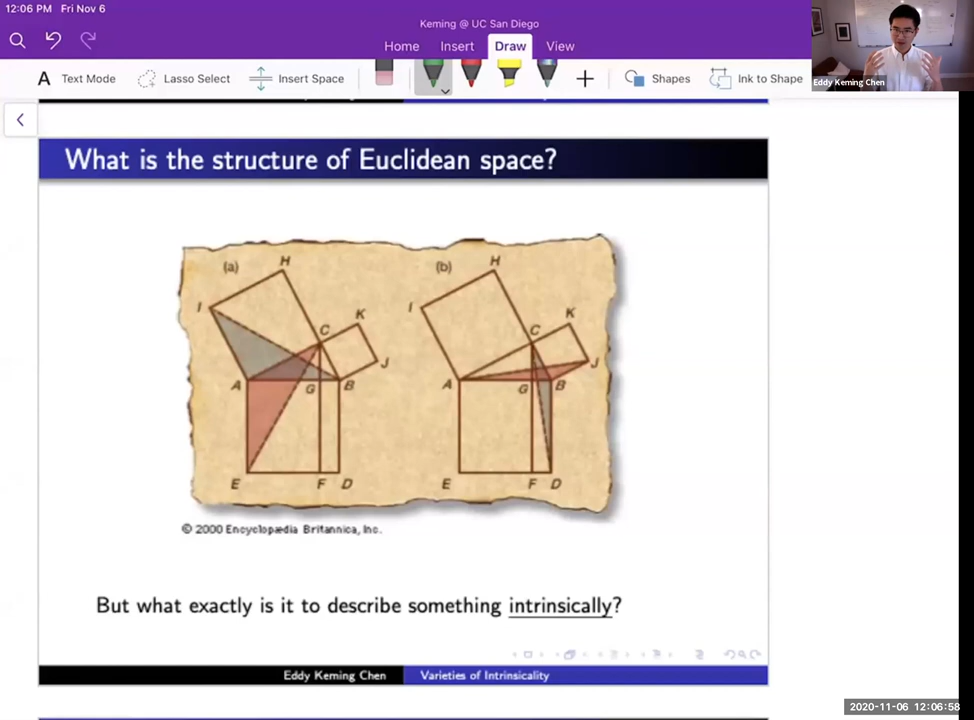 12:06 PM Fri Nov 6
Keming @ UC San Diego
Home Insert Draw View
A Text Mode Lasso Select Insert Space Shapes Ink to Shape
Eddy Keming Chen
What is the structure of Euclidean space?
(a) H (b) H
I K I K
C C
J J
A G B A G B
E F D E F D
© 2000 Encyclopædia Britannica, Inc.
But what exactly is it to describe something intrinsically?
Eddy Keming Chen Varieties of Intrinsicality
2020-11-06 12:06:58